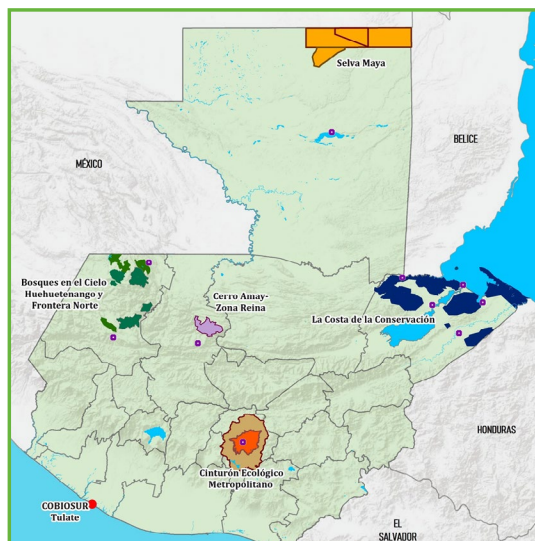 Selva Maya
BELICE
MÉXICO
Bosques en el Cielo
Huehuetenango y
Frontera Norte
Cerro Amay-
Zona Reina
La Costa de la Conservación
HONDURAS
Cinturón Ecológico
Metropólitano
COBIOSUR
Tulate
EL
SALVADOR